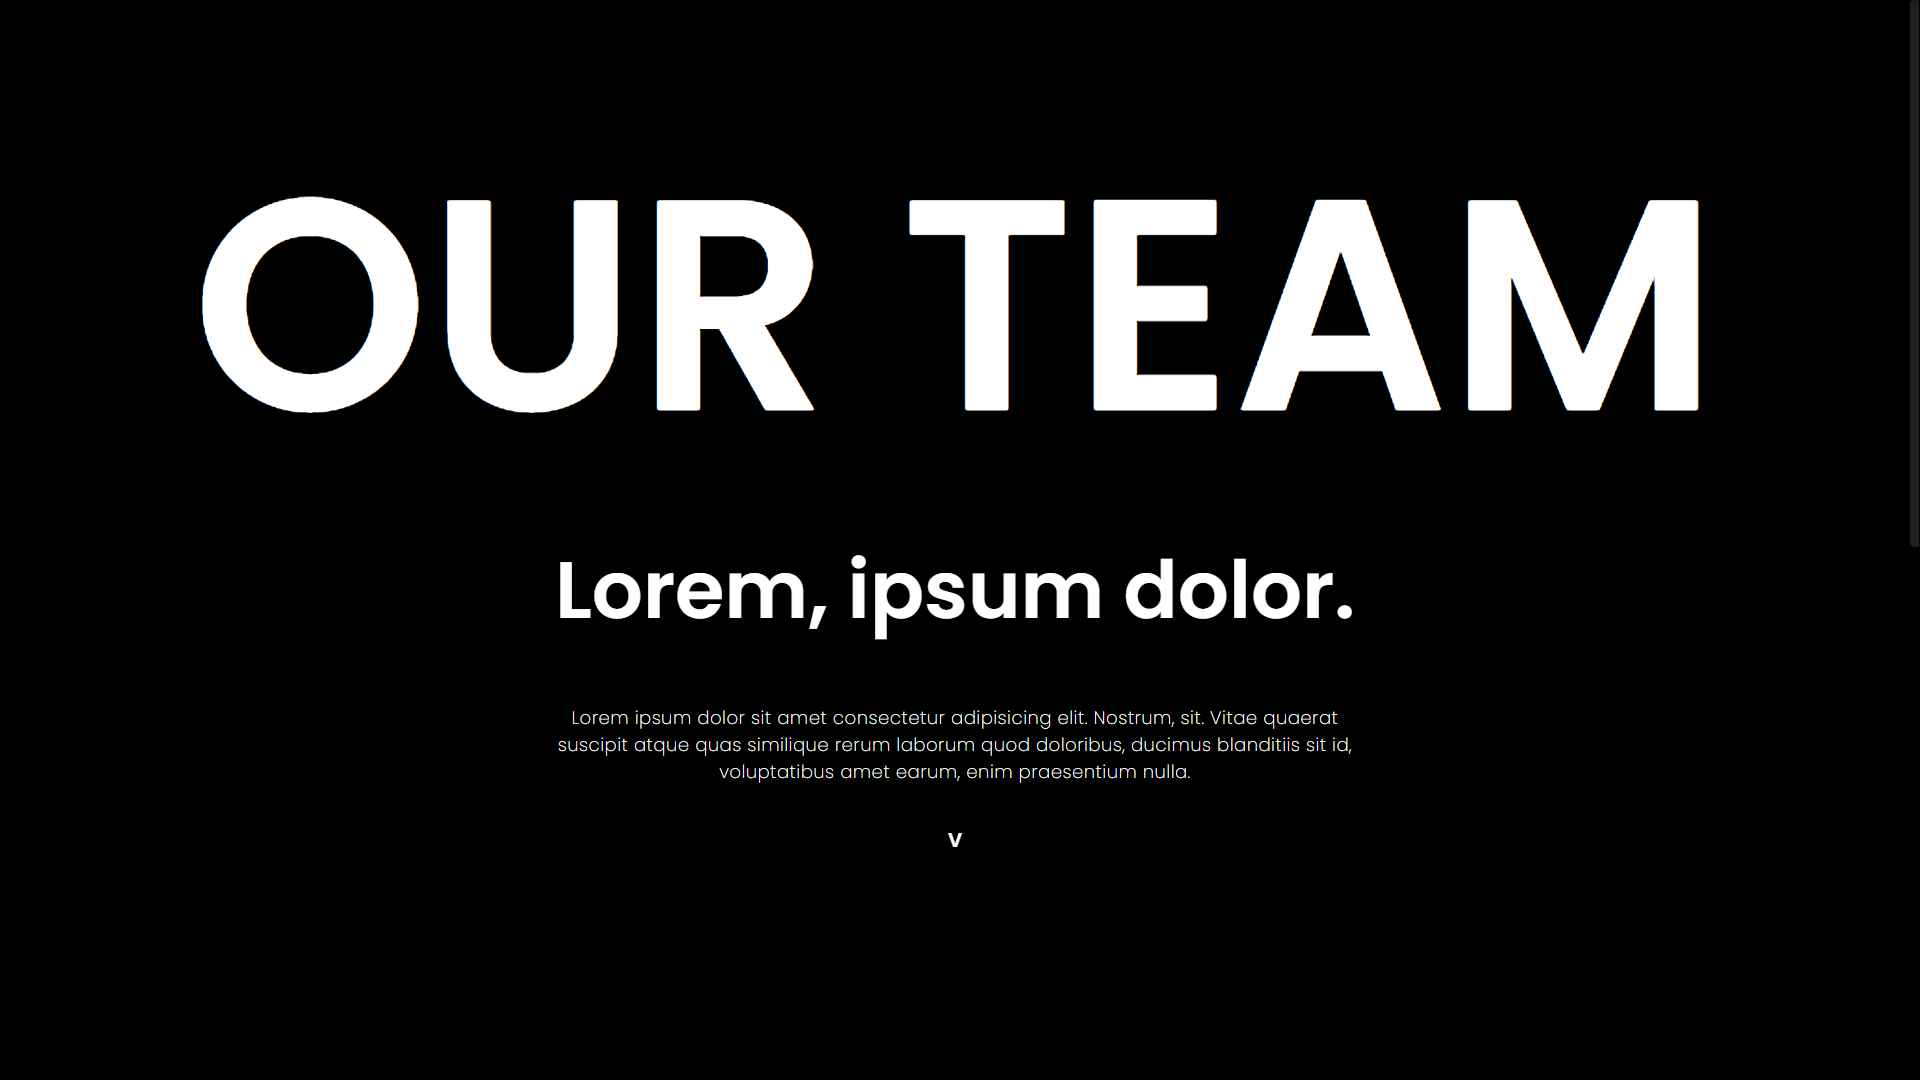 OUR TEAM
Lorem, ipsum dolor.
Lorem ipsum dolor sit amet consectetur adipisicing elit. Nostrum, sit. Vitae quaerat
suscipit atque quas similique rerum laborum quod doloribus, ducimus blanditiis sit id,
voluptatibus amet earum, enim praesentium nulla.
v